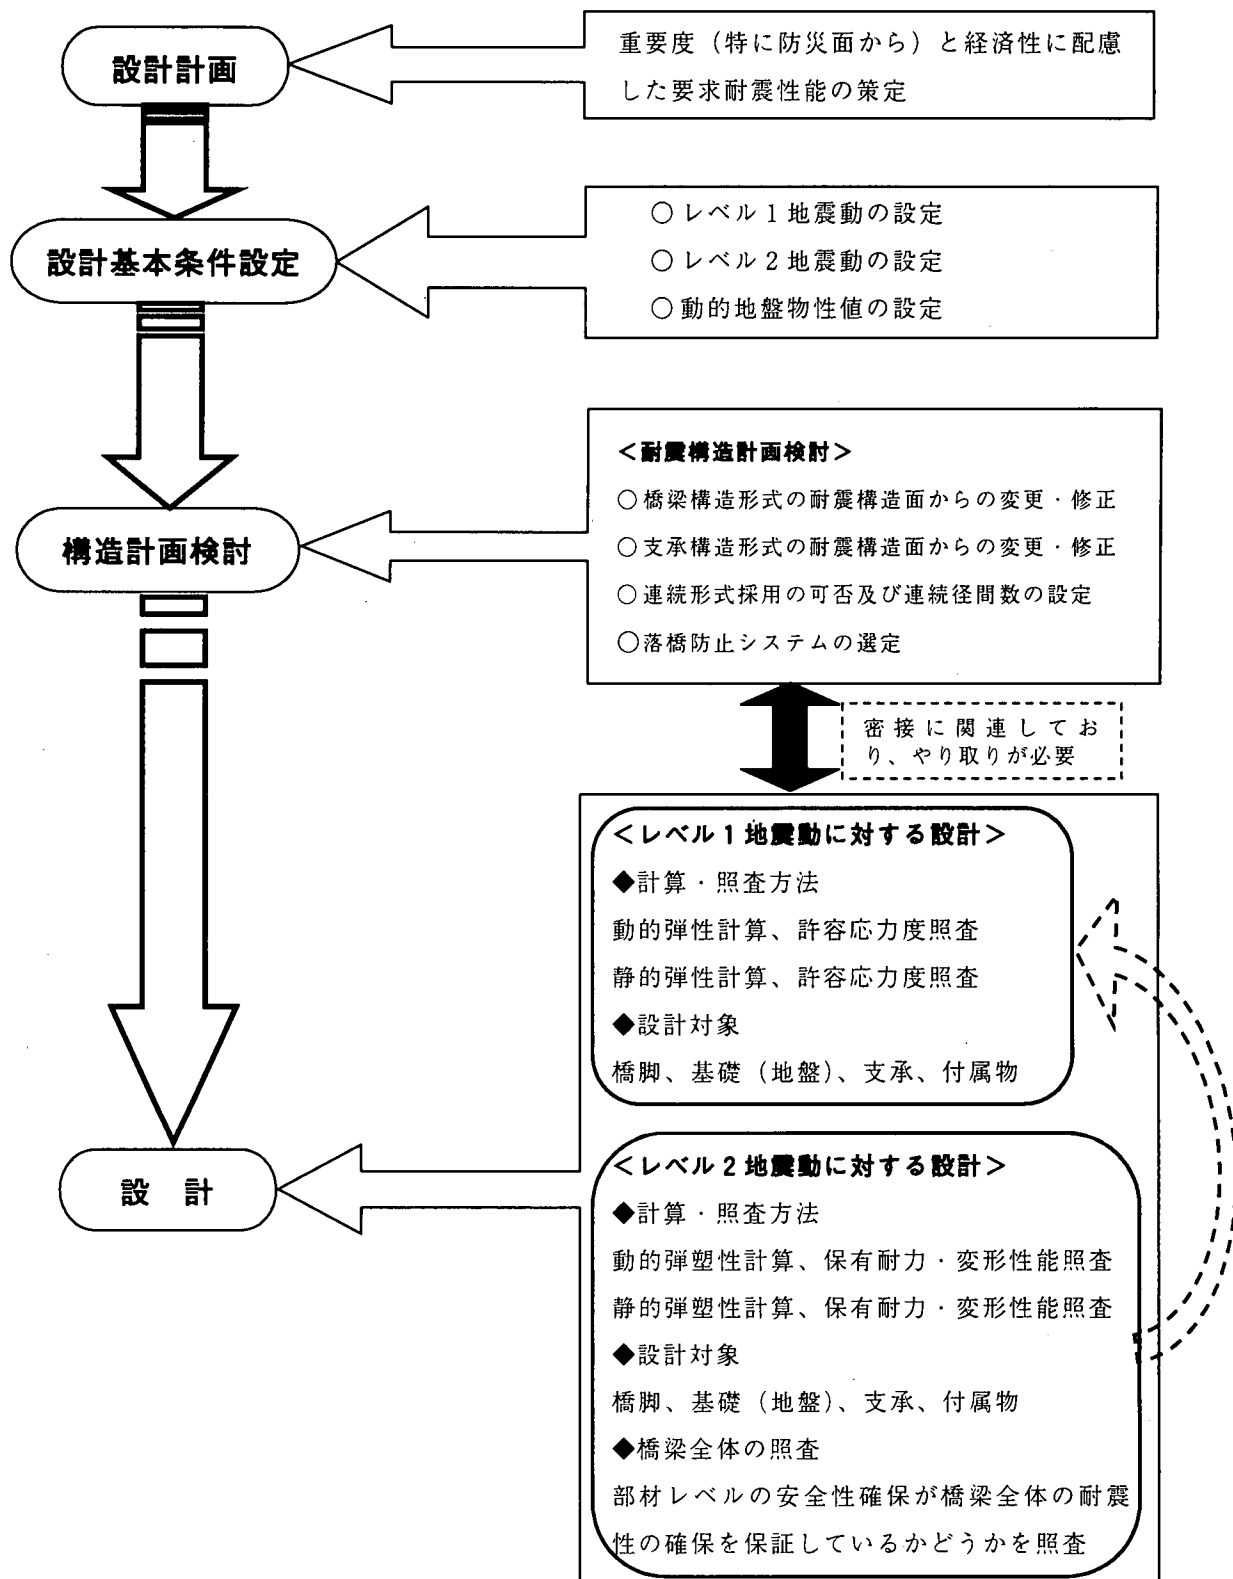 設計計画
重要度（特に防災面から）と経済性に配慮
した要求耐震性能の策定
設計基本条件設定
○レベル１地震動の設定
○レベル２地震動の設定
○動的地盤物性値の設定
構造計画検討
＜耐震構造計画検討＞
○橋梁構造形式の耐震構造面からの変更・修正
○支承構造形式の耐震構造面からの変更・修正
○連続形式採用の可否及び連続径間数の設定
○落橋防止システムの選定
密接に関連してお
り、やり取りが必要
設　計
＜レベル１地震動に対する設計＞
◆計算・照査方法
動的弾性計算、許容応力度照査
静的弾性計算、許容応力度照査
◆設計対象
橋脚、基礎（地盤）、支承、付属物
＜レベル２地震動に対する設計＞
◆計算・照査方法
動的弾塑性計算、保有耐力・変形性能照査
静的弾塑性計算、保有耐力・変形性能照査
◆設計対象
橋脚、基礎（地盤）、支承、付属物
◆橋梁全体の照査
部材レベルの安全性確保が橋梁全体の耐震
性の確保を保証しているかどうかを照査